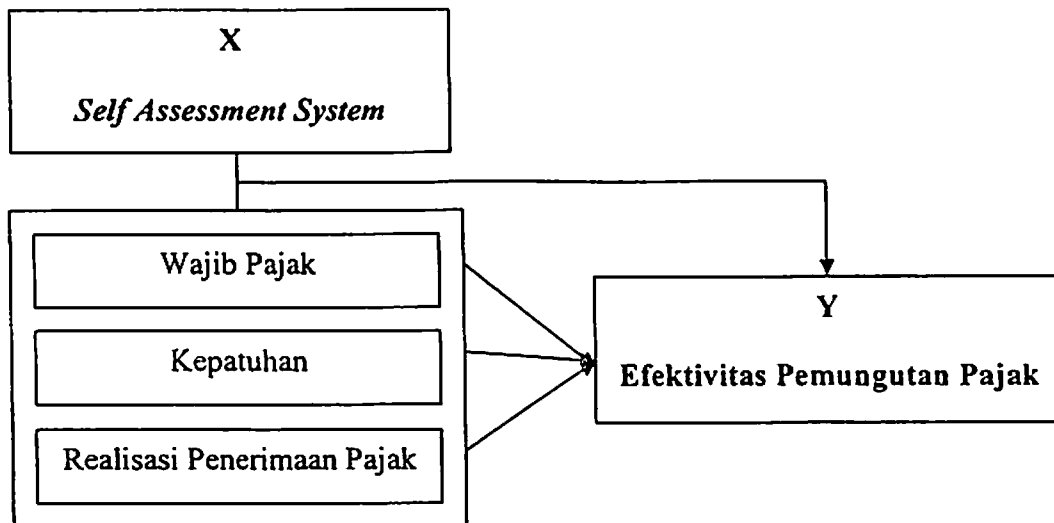 X
Self Assessment System
Wajib Pajak
Kepatuhan
Realisasi Penerimaan Pajak
Y
Efektivitas Pemungutan Pajak